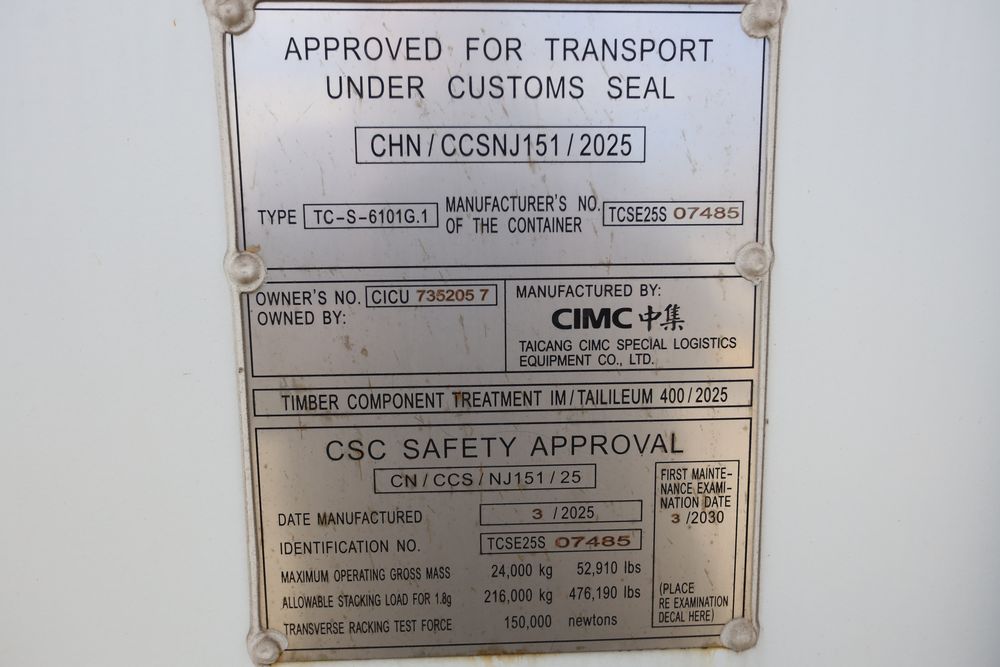 APPROVED FOR TRANSPORT
UNDER CUSTOMS SEAL
CHN/CCSNJ151/2025
TYPE TC-S-6101G.1 MANUFACTURER'S NO. OF THE CONTAINER TCSE25S 07485
OWNER'S NO. CICU 735205 7
OWNED BY:
MANUFACTURED BY:
CIMC 中集
TAICANG CIMC SPECIAL LOGISTICS
EQUIPMENT CO., LTD.
TIMBER COMPONENT TREATMENT IM/TAILILEUM 400/2025
CSC SAFETY APPROVAL
CN/CCS/NJ151/25
DATE MANUFACTURED 3 /2025
IDENTIFICATION NO. TCSE25S 07485
MAXIMUM OPERATING GROSS MASS 24,000 kg 52,910 lbs
ALLOWABLE STACKING LOAD FOR 1.8g 216,000 kg 476,190 lbs
TRANSVERSE RACKING TEST FORCE 150,000 newtons
FIRST MAINTE-
NANCE EXAMI-
NATION DATE
3 /2030
(PLACE
RE EXAMINATION
DECAL HERE)